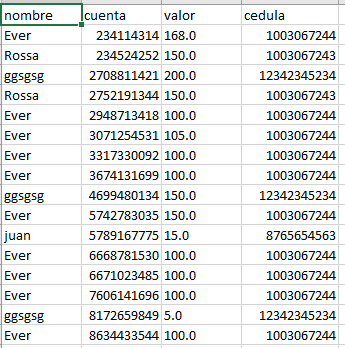 nombre cuenta valor cedula
Ever 234114314 168.0 1003067244
Rossa 234524252 150.0 1003067243
ggsgsg 2708811421 200.0 12342345234
Rossa 2752191344 150.0 1003067243
Ever 2948713418 100.0 1003067244
Ever 3071254531 105.0 1003067244
Ever 3317330092 100.0 1003067244
Ever 3674131699 100.0 1003067244
ggsgsg 4699480134 150.0 12342345234
Ever 5742783035 150.0 1003067244
juan 5789167775 15.0 8765654563
Ever 6668781530 100.0 1003067244
Ever 6671023485 100.0 1003067244
Ever 7606141696 100.0 1003067244
ggsgsg 8172659849 5.0 12342345234
Ever 8634433544 100.0 1003067244